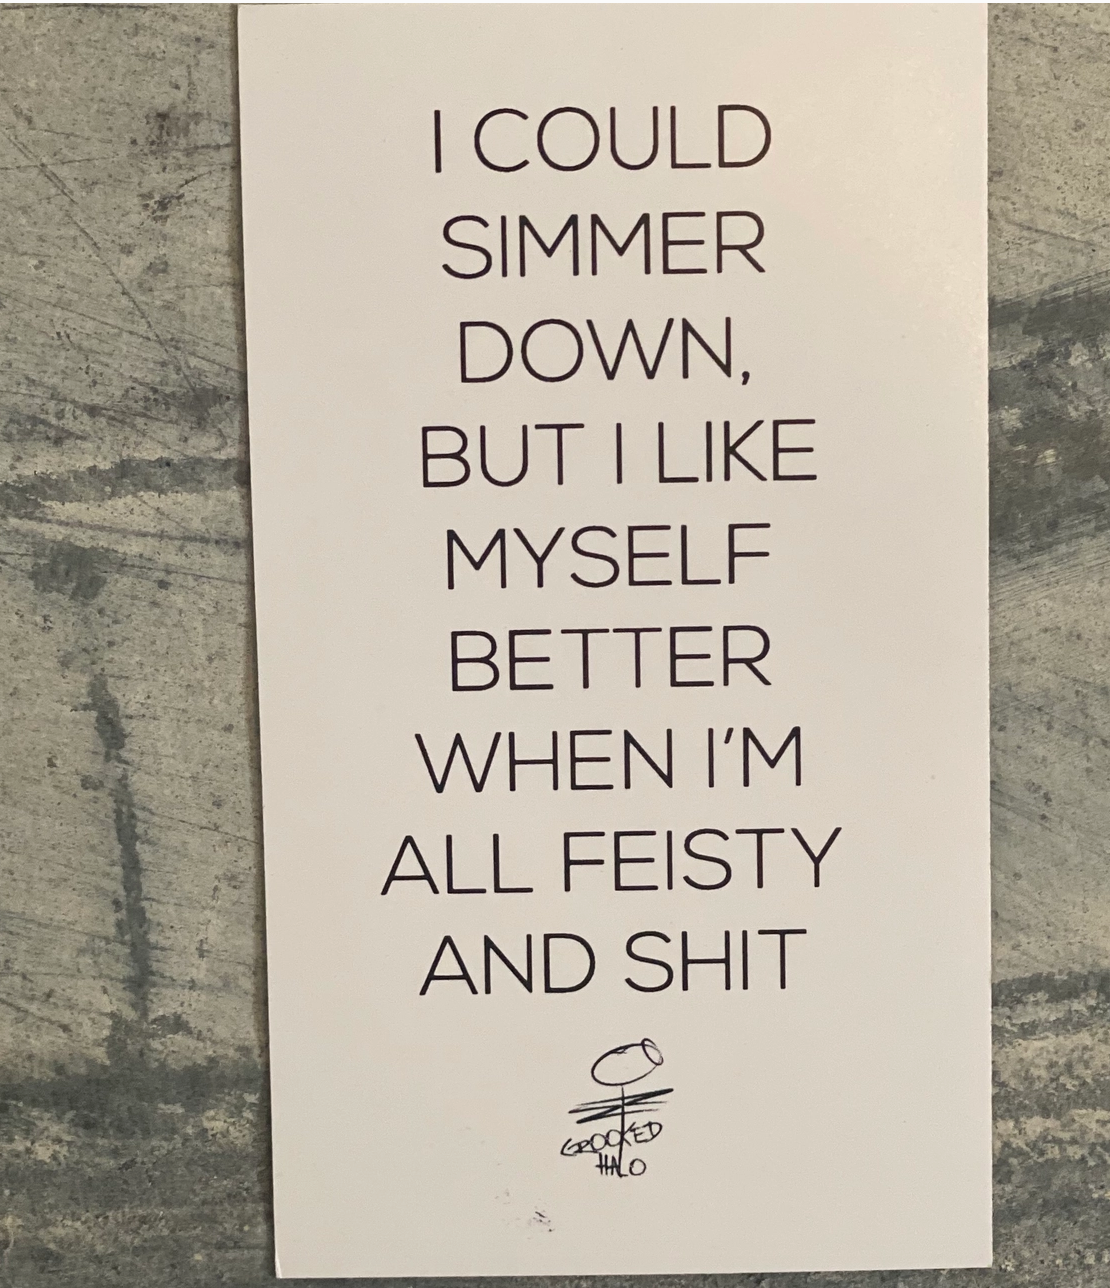 I COULD
SIMMER
DOWN,
BUT I LIKE
MYSELF
BETTER
WHEN I'M
ALL FEISTY
AND SHIT
CROOKED
HALO